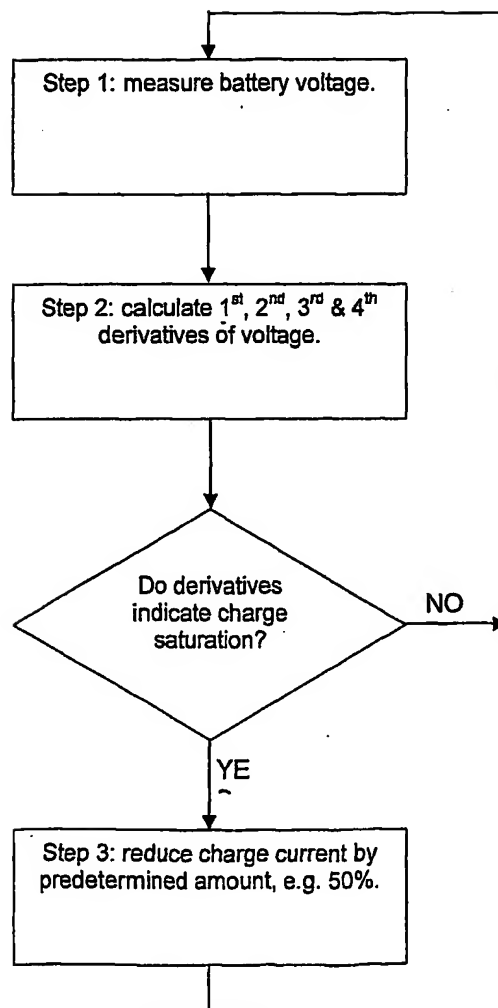 Step 1: measure battery voltage.
Step 2: calculate 1st, 2nd, 3rd & 4th
derivatives of voltage.
Do derivatives
indicate charge
saturation?
NO
YE
Step 3: reduce charge current by
predetermined amount, e.g. 50%.